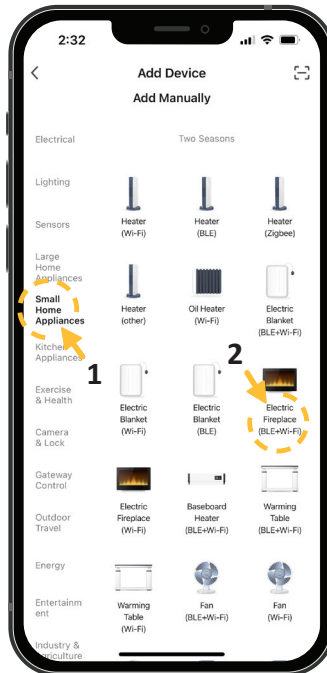 2:32
Add Device
Add Manually
Electrical
Two Seasons
Lighting
Sensors
Large
Home
Appliances
Small
Home
Appliances
Kitchen
Appliances
Exercise
& Health
Camera
& Lock
Gateway
Control
Outdoor
Travel
Energy
Entertainm
ent
Industry &
Agriculture
Heater
(Wi-Fi)
Heater
(BLE)
Heater
(Zigbee)
Heater
(other)
Oil Heater
(Wi-Fi)
Electric
Blanket
(BLE+Wi-Fi)
1
2
Electric
Blanket
(Wi-Fi)
Electric
Blanket
(BLE)
Electric
Fireplace
(BLE+Wi-Fi)
Electric
Fireplace
(Wi-Fi)
Baseboard
Heater
(BLE+Wi-Fi)
Warming
Table
(BLE+Wi-Fi)
Warming
Table
(Wi-Fi)
Fan
(BLE+Wi-Fi)
Fan
(Wi-Fi)